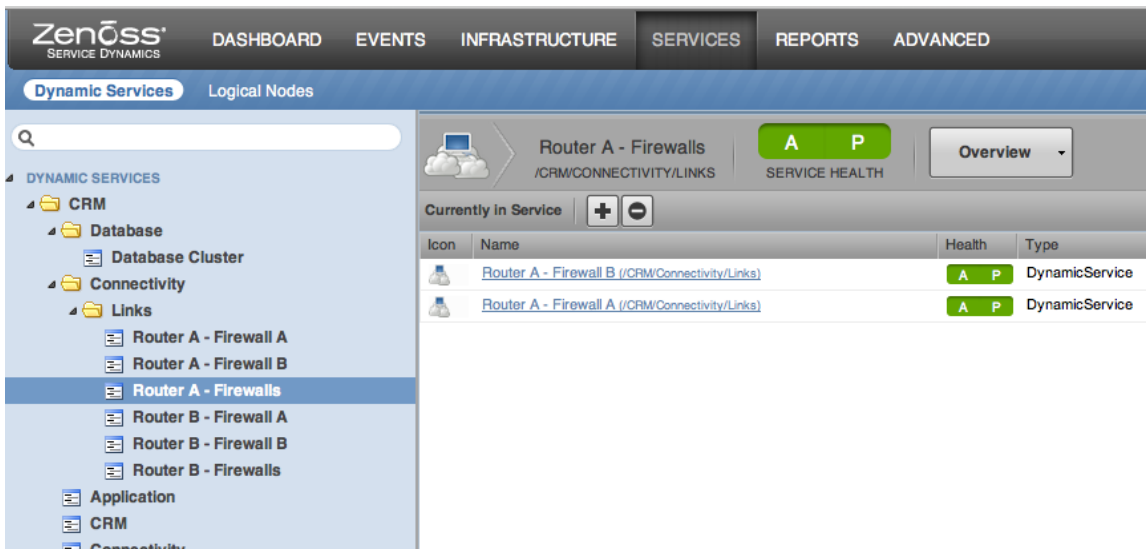 Zenōss
SERVICE DYNAMICS
DASHBOARD EVENTS INFRASTRUCTURE SERVICES REPORTS ADVANCED
Dynamic Services Logical Nodes
DYNAMIC SERVICES
CRM
Database
Database Cluster
Connectivity
Links
Router A - Firewall A
Router A - Firewall B
Router A - Firewalls
Router B - Firewall A
Router B - Firewall B
Router B - Firewalls
Application
CRM
Connectivity
Router A - Firewalls
/CRM/CONNECTIVITY/LINKS
A P
SERVICE HEALTH
Overview
Currently in Service
Icon Name Health Type
Router A - Firewall B (/CRM/Connectivity/Links) A P DynamicService
Router A - Firewall A (/CRM/Connectivity/Links) A P DynamicService